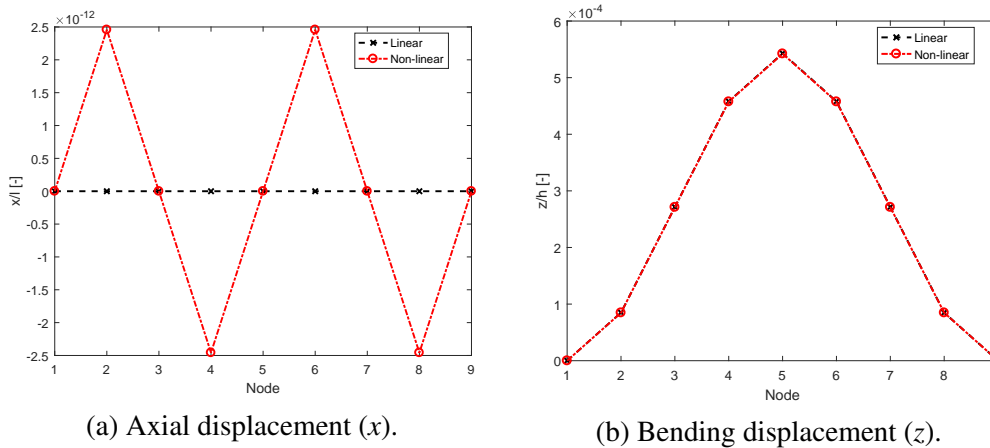 ×10⁻¹²
2.5
2
1.5
1
0.5
0
-0.5
-1
-1.5
-2
-2.5
x/l [-]
1 2 3 4 5 6 7 8 9
Node
Linear
Non-linear
(a) Axial displacement (x).
×10⁻⁴
6
5
4
3
2
1
0
z/h [-]
1 2 3 4 5 6 7 8
Node
Linear
Non-linear
(b) Bending displacement (z).